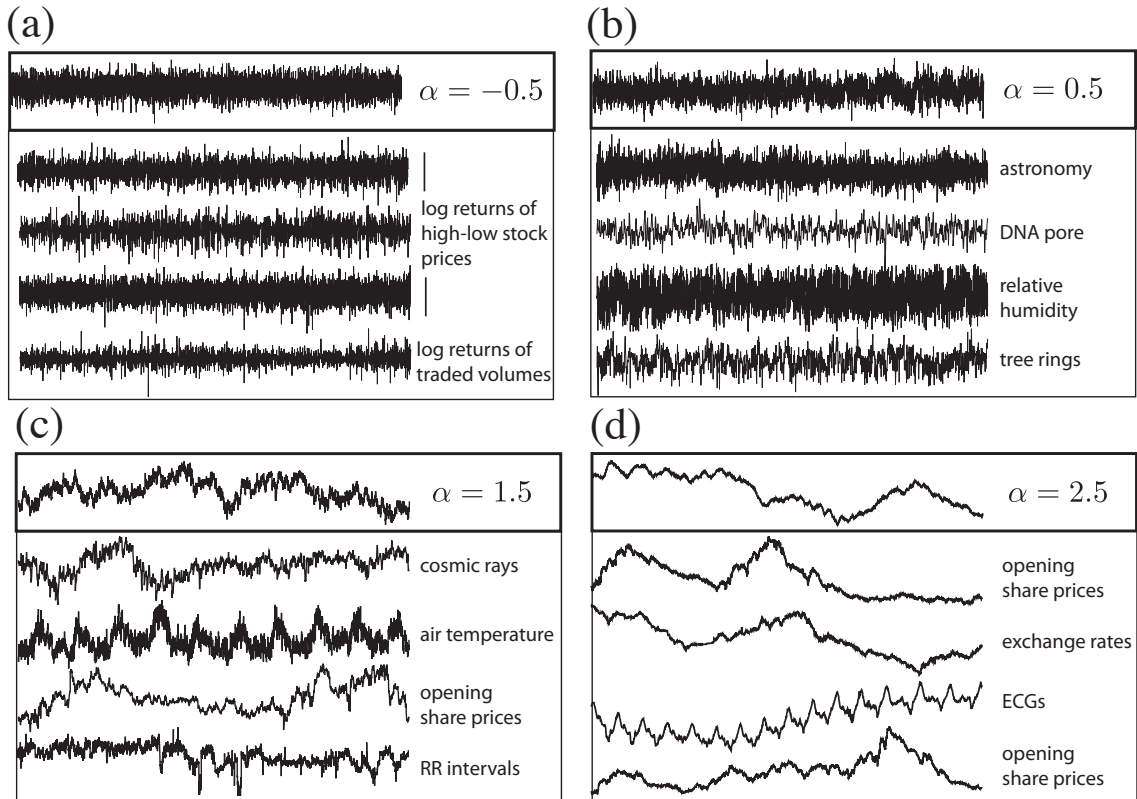 (a)
α = −0.5
log returns of
high-low stock
prices
log returns of
traded volumes
(b)
α = 0.5
astronomy
DNA pore
relative
humidity
tree rings
(c)
α = 1.5
cosmic rays
air temperature
opening
share prices
RR intervals
(d)
α = 2.5
opening
share prices
exchange rates
ECGs
opening
share prices